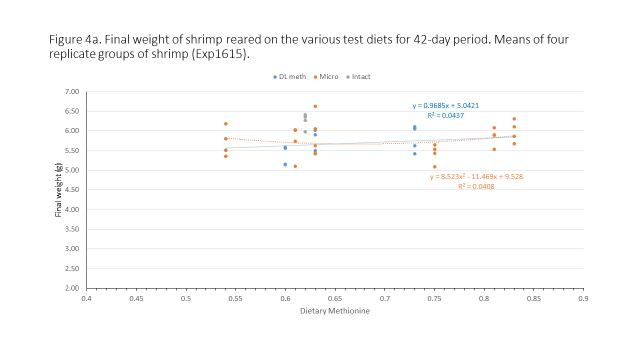 Figure 4a. Final weight of shrimp reared on the various test diets for 42-day period. Means of four
replicate groups of shrimp (Exp1615).
DL meth Micro Intact
7.00
6.50
6.00
5.50
5.00
4.50
4.00
3.50
3.00
2.50
2.00
Final weight (g)
y = 0.9685x + 5.0421
R² = 0.0437
y = 8.523x² - 11.469x + 9.528
R² = 0.0408
0.4 0.45 0.5 0.55 0.6 0.65 0.7 0.75 0.8 0.85 0.9
Dietary Methionine